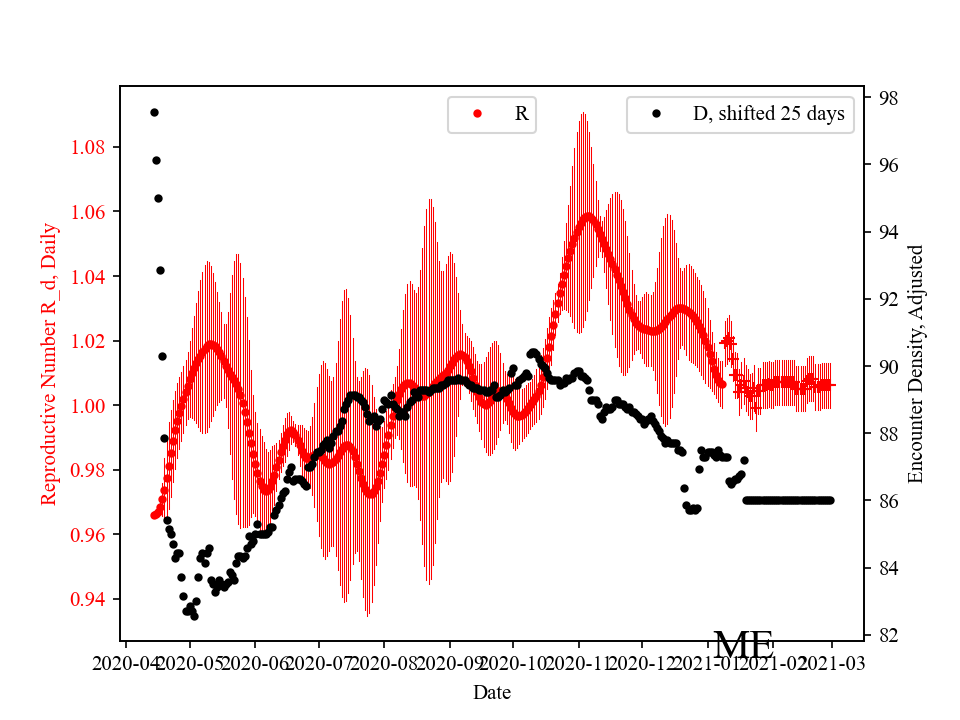 R
D, shifted 25 days
1.08
1.06
1.04
1.02
1.00
0.98
0.96
0.94
Reproductive Number R_d, Daily
98
96
94
92
90
88
86
84
82
Encounter Density, Adjusted
ME
2020-04 2020-05 2020-06 2020-07 2020-08 2020-09 2020-10 2020-11 2020-12 2021-01 2021-02 2021-03
Date